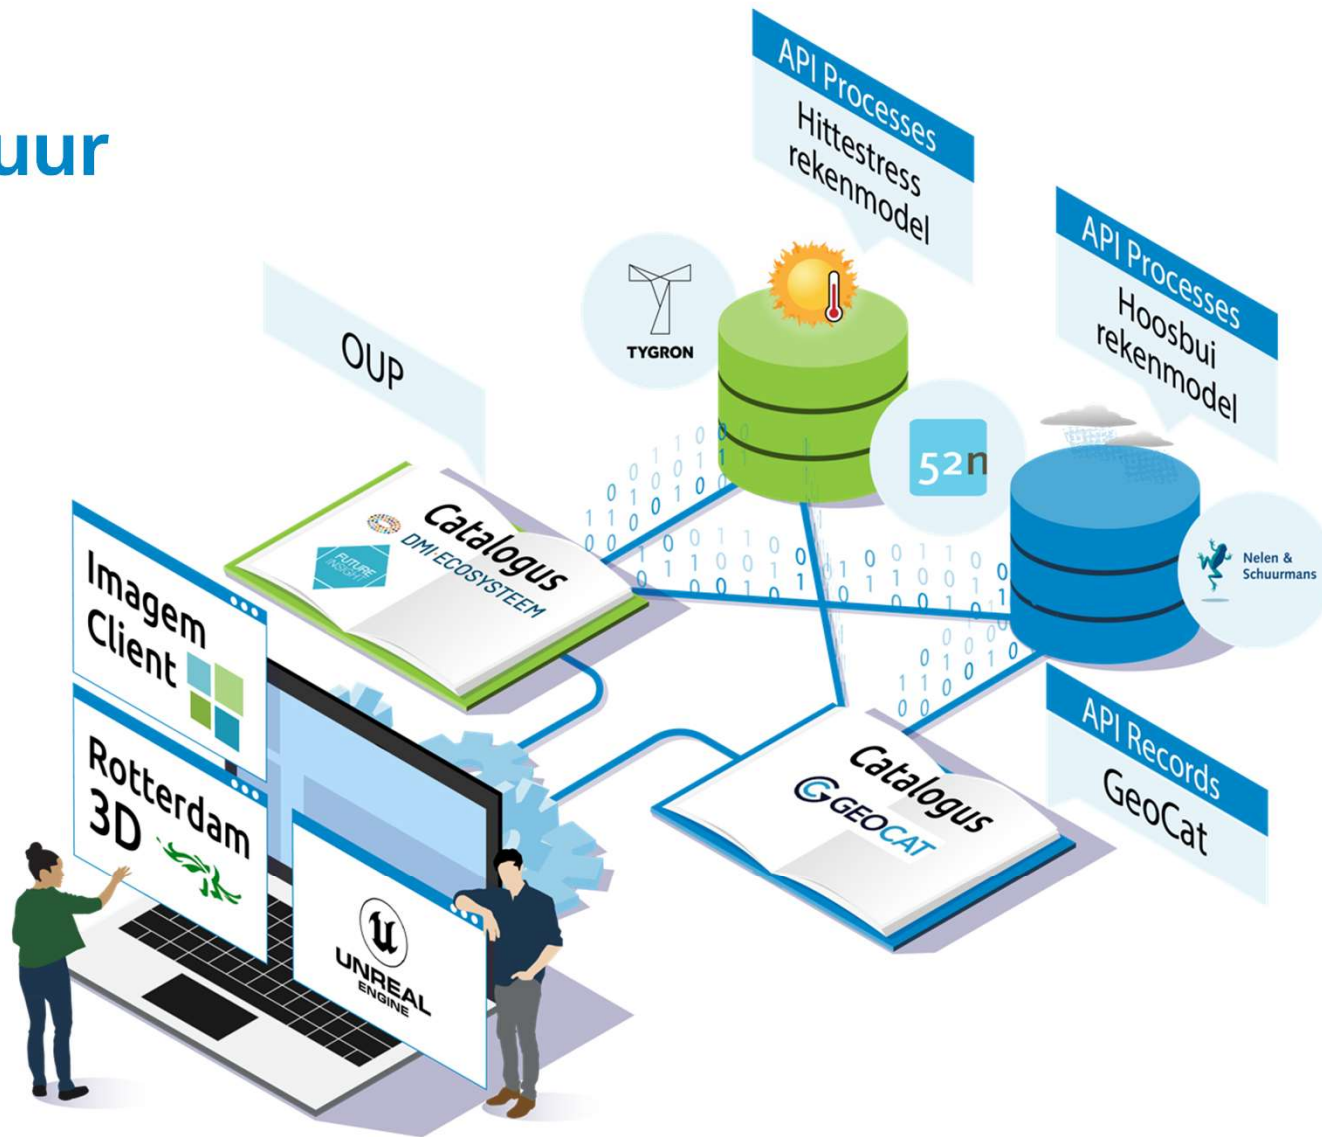 uur
API Processes
Hittestress
rekenmodel
API Processes
Hoosbui
rekenmodel
TYGRON
OUP
52n
Nelen &
Schuurmans
Catalogus
DMI-ECOSYSTEEM
FUTURE
INSIGHT
Imagem
Client
Rotterdam
3D
UNREAL
ENGINE
Catalogus
GEOCAT
API Records
GeoCat